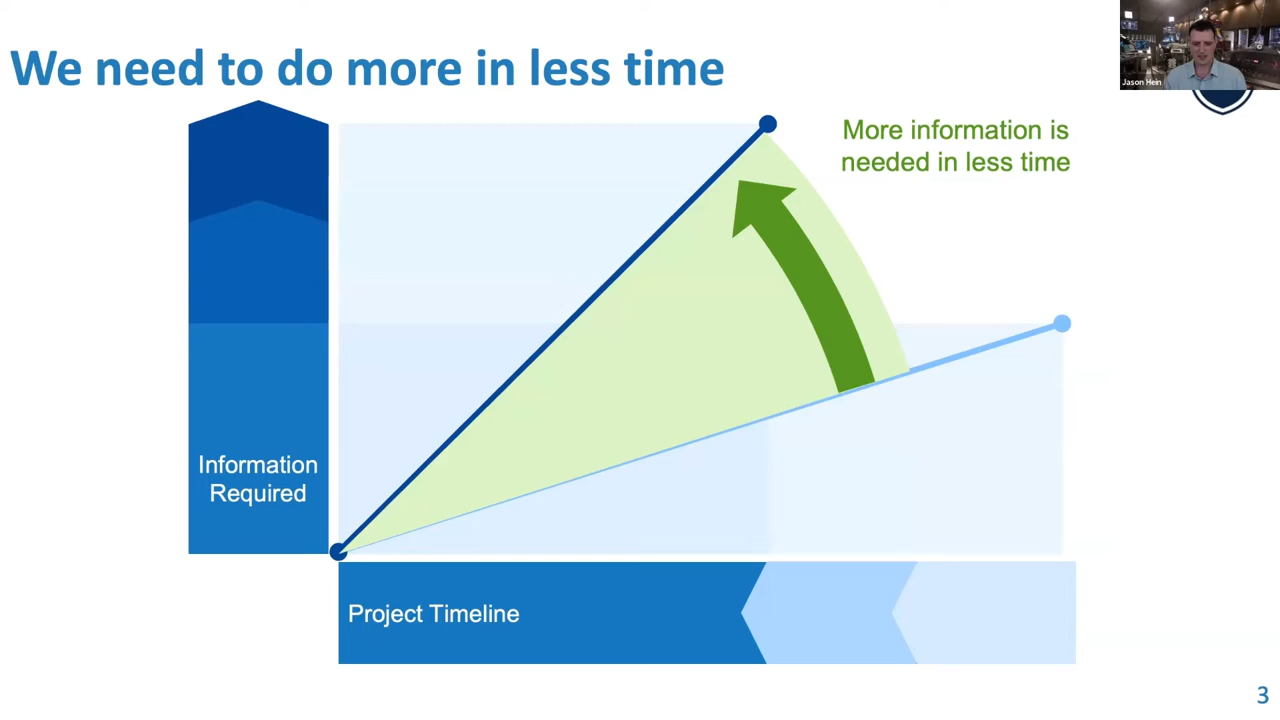 We need to do more in less time
Jason Hein
More information is
needed in less time
Information
Required
Project Timeline
3